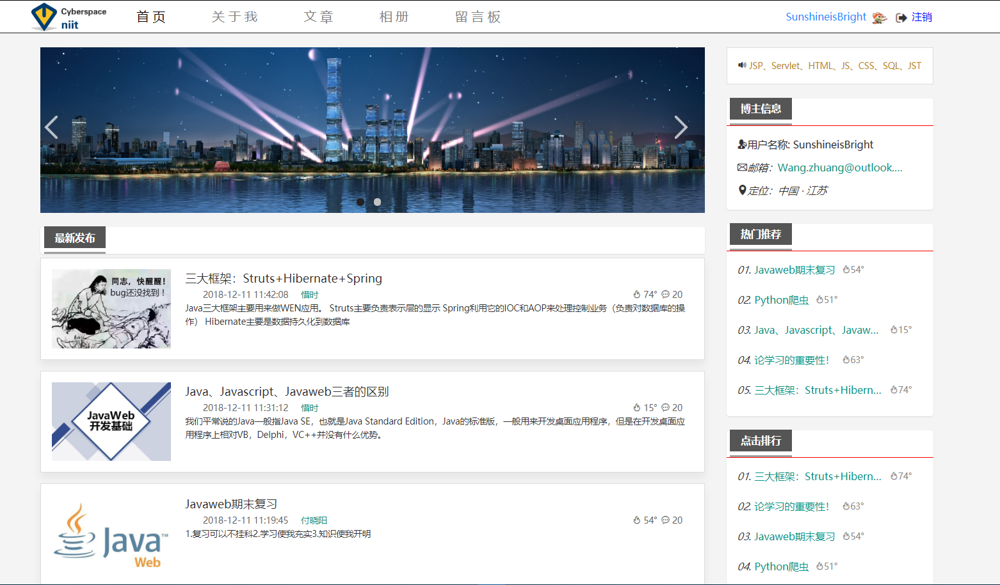 Cyberspace
niit
首页 关于我 文章 相册 留言板
SunshineisBright 注销
JSP、Servlet、HTML、JS、CSS、SQL、JST
最新发布
同志，快醒醒！
bug还没找到！
三大框架：Struts+Hibernate+Spring
2018-12-11 11:42:08 惜时 74° 20
Java三大框架主要用来做WEN应用。 Struts主要负责表示层的显示 Spring利用它的IOC和AOP来处理控制业务（负责对数据库的操
作） Hibernate主要是数据持久化到数据库
JavaWeb
开发基础
Java、Javascript、Javaweb三者的区别
2018-12-11 11:31:12 惜时 15° 20
我们平常说的Java一般指Java SE，也就是Java Standard Edition，Java的标准版，一般用来开发桌面应用程序，但是在开发桌面应
用程序上相对VB，Delphi，VC++并没有什么优势。
Java™
Web
Javaweb期末复习
2018-12-11 11:19:45 付晓阳 54° 20
1.复习可以不挂科2.学习使我充实3.知识使我开明
博主信息
用户名称: SunshineisBright
邮箱：Wang.zhuang@outlook....
定位：中国 · 江苏
热门推荐
01. Javaweb期末复习 54°
02. Python爬虫 51°
03. Java、Javascript、Javaw... 15°
04. 论学习的重要性！ 63°
05. 三大框架：Struts+Hibern... 74°
点击排行
01. 三大框架：Struts+Hibern... 74°
02. 论学习的重要性！ 63°
03. Javaweb期末复习 54°
04. Python爬虫 51°